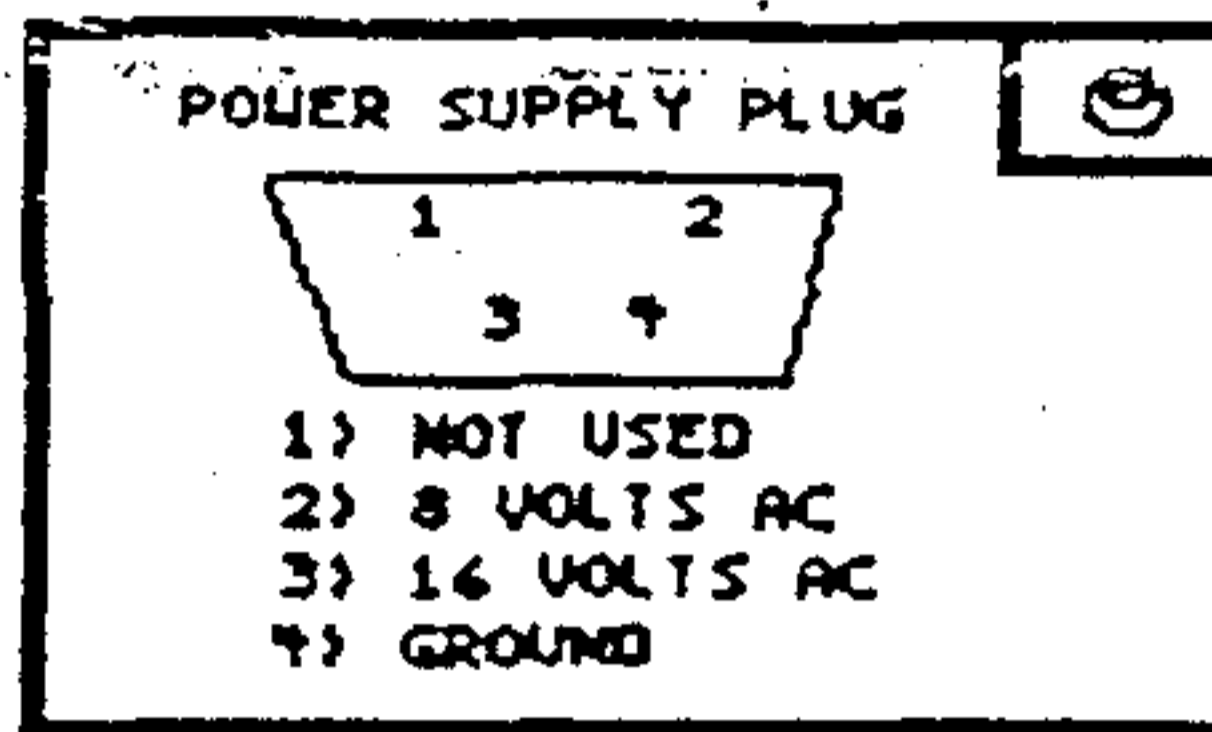 POWER SUPPLY PLUG
1 2
3 4
1) NOT USED
2) 8 VOLTS AC
3) 16 VOLTS AC
4) GROUND